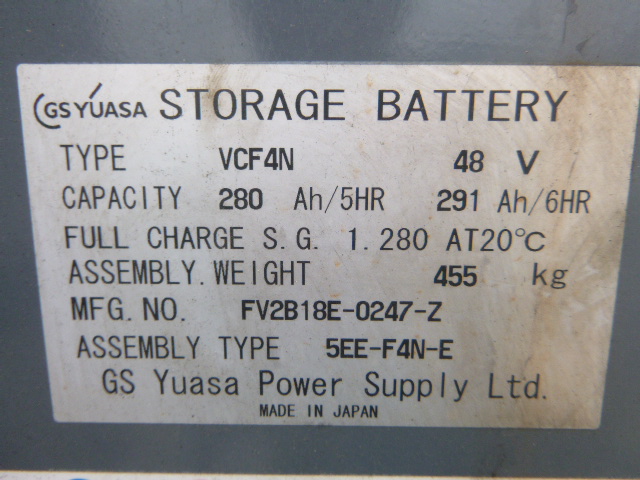 GS YUASA STORAGE BATTERY
TYPE VCF4N 48 V
CAPACITY 280 Ah/5HR 291 Ah/6HR
FULL CHARGE S.G. 1.280 AT20°C
ASSEMBLY.WEIGHT 455 kg
MFG.NO. FV2B18E-0247-Z
ASSEMBLY TYPE 5EE-F4N-E
GS Yuasa Power Supply Ltd.
MADE IN JAPAN